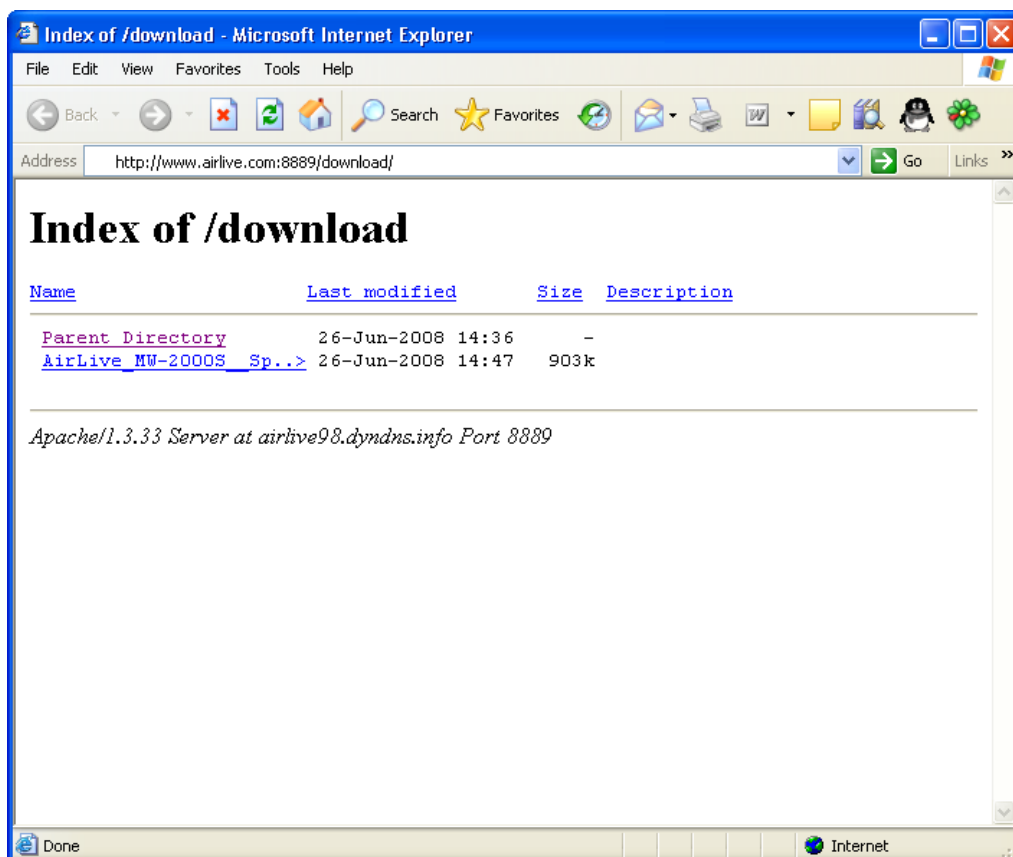 Index of /download - Microsoft Internet Explorer
File Edit View Favorites Tools Help
Back Search Favorites W
Address http://www.airlive.com:8889/download/ Go Links »
Index of /download
Name Last modified Size Description
Parent Directory 26-Jun-2008 14:36 -
AirLive_MW-2000S__Sp..> 26-Jun-2008 14:47 903k
Apache/1.3.33 Server at airlive98.dyndns.info Port 8889
Done Internet